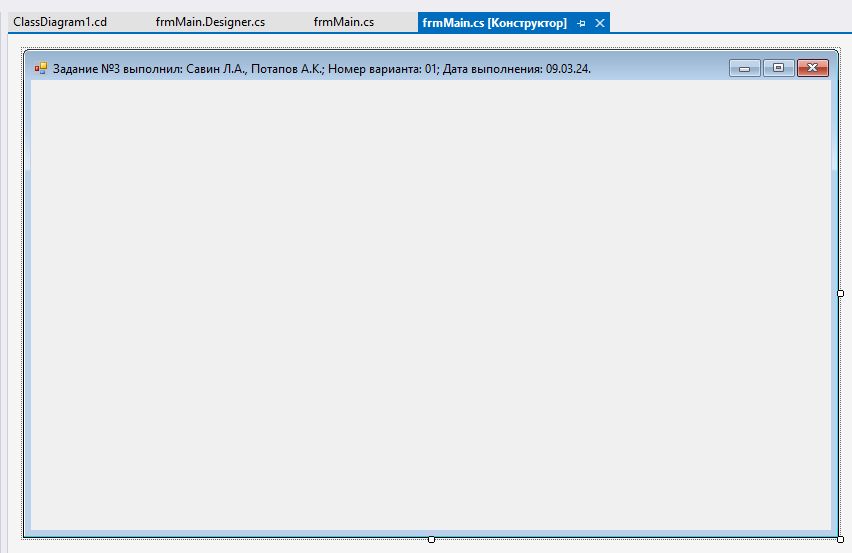 ClassDiagram1.cd frmMain.Designer.cs frmMain.cs frmMain.cs [Конструктор]
Задание №3 выполнил: Савин Л.А., Потапов А.К.; Номер варианта: 01; Дата выполнения: 09.03.24.